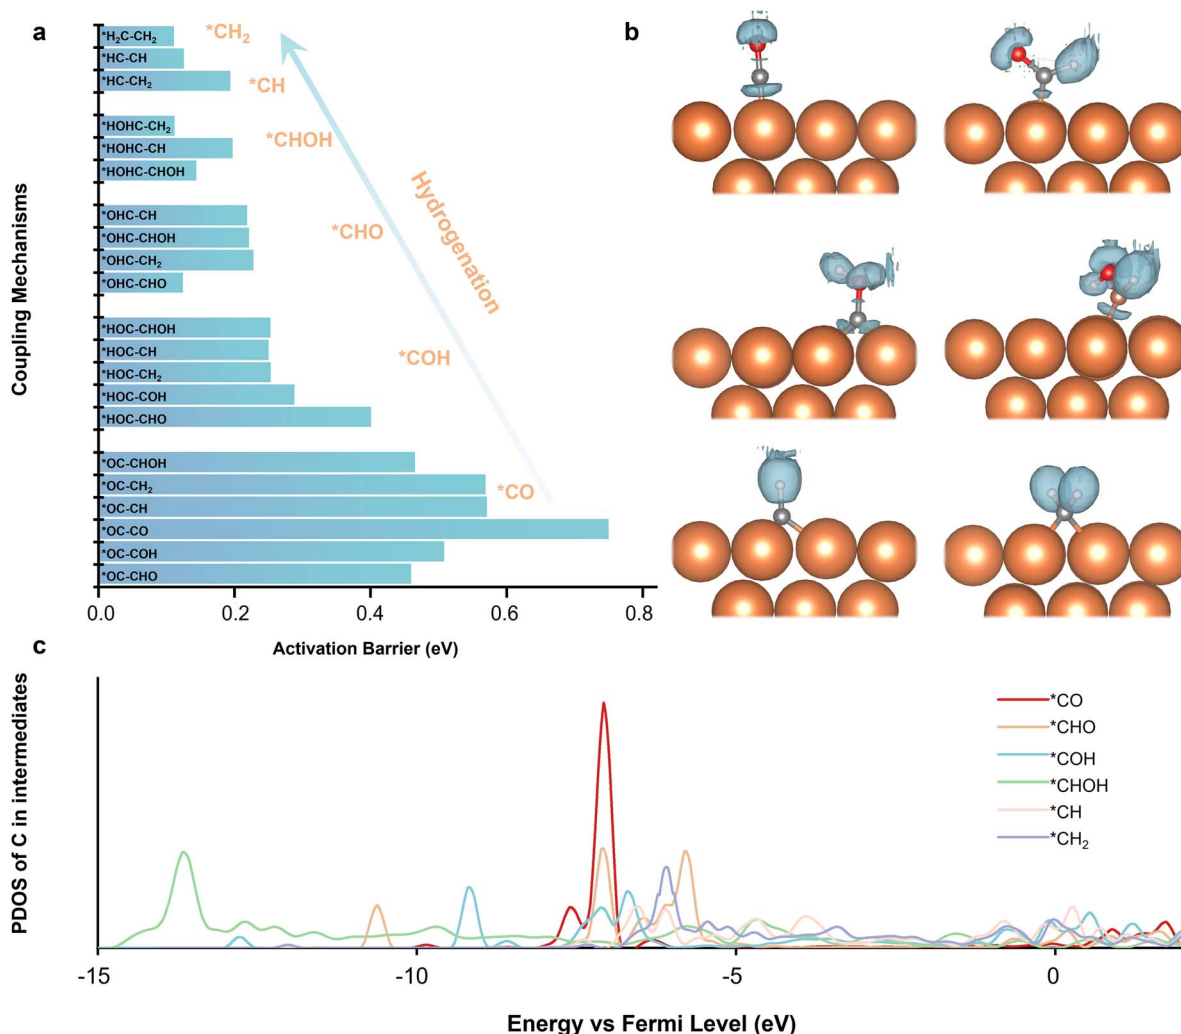 a
*H₂C-CH₂
*HC-CH
*HC-CH₂
*HOHC-CH₂
*HOHC-CH
*HOHC-CHOH
*OHC-CH
*OHC-CHOH
*OHC-CH₂
*OHC-CHO
*HOC-CHOH
*HOC-CH
*HOC-CH₂
*HOC-COH
*HOC-CHO
*OC-CHOH
*OC-CH₂
*OC-CH
*OC-CO
*OC-COH
*OC-CHO
*CH₂
*CH
*CHOH
*CHO
*COH
*CO
Hydrogenation
Coupling Mechanisms
0.0 0.2 0.4 0.6 0.8
Activation Barrier (eV)
b
c
PDOS of C in intermediates
*CO
*CHO
*COH
*CHOH
*CH
*CH₂
-15 -10 -5 0
Energy vs Fermi Level (eV)